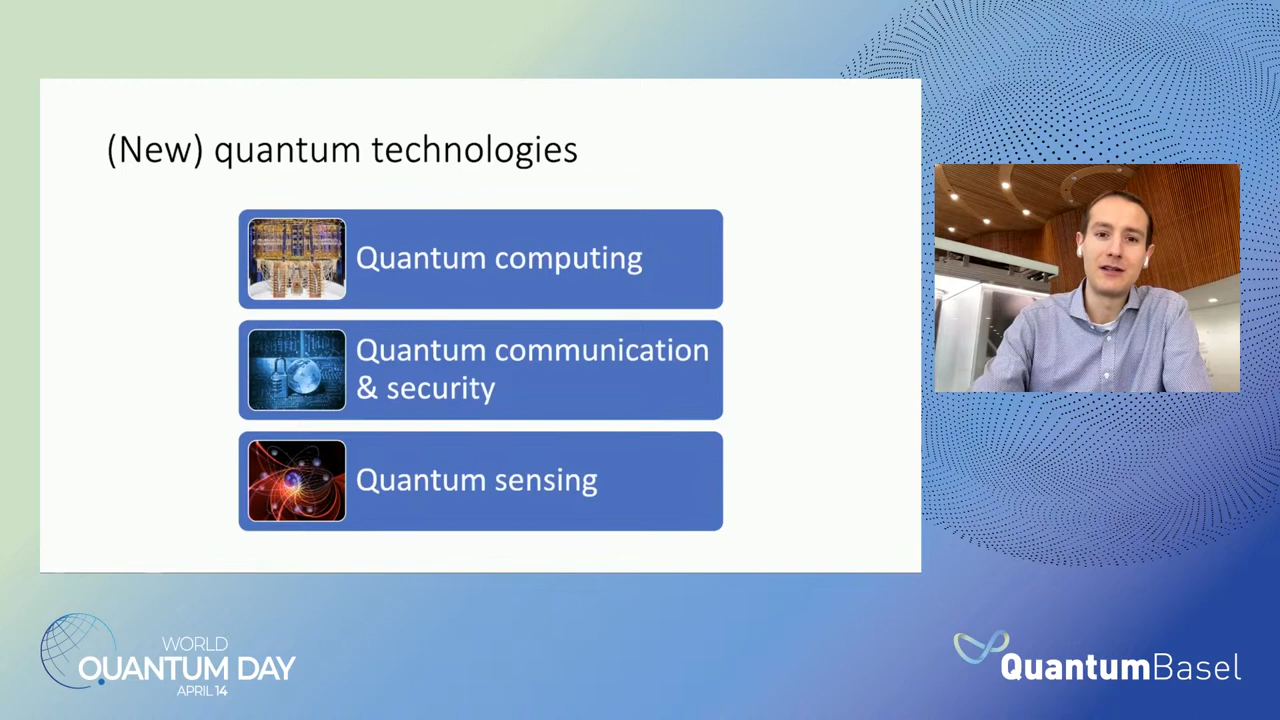 (New) quantum technologies
Quantum computing
Quantum communication
& security
Quantum sensing
WORLD
QUANTUM DAY
APRIL 14
QuantumBasel